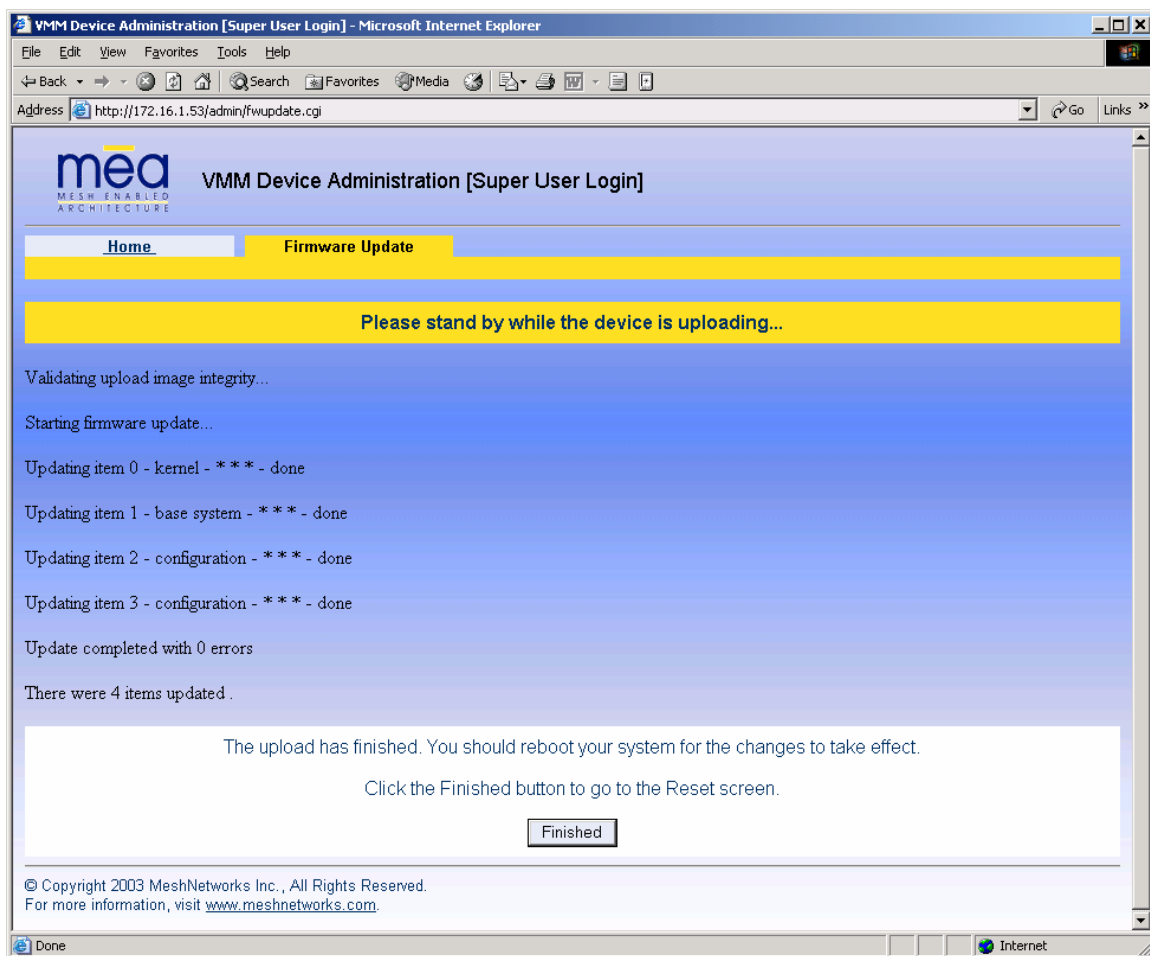 VMM Device Administration [Super User Login] - Microsoft Internet Explorer
File Edit View Favorites Tools Help
Back Search Favorites Media
Address http://172.16.1.53/admin/fwupdate.cgi Go Links »
mea
MESH ENABLED
ARCHITECTURE
VMM Device Administration [Super User Login]
Home Firmware Update
Please stand by while the device is uploading...
Validating upload image integrity...
Starting firmware update...
Updating item 0 - kernel - * * * - done
Updating item 1 - base system - * * * - done
Updating item 2 - configuration - * * * - done
Updating item 3 - configuration - * * * - done
Update completed with 0 errors
There were 4 items updated .
The upload has finished. You should reboot your system for the changes to take effect.
Click the Finished button to go to the Reset screen.
Finished
© Copyright 2003 MeshNetworks Inc., All Rights Reserved.
For more information, visit www.meshnetworks.com.
Done Internet